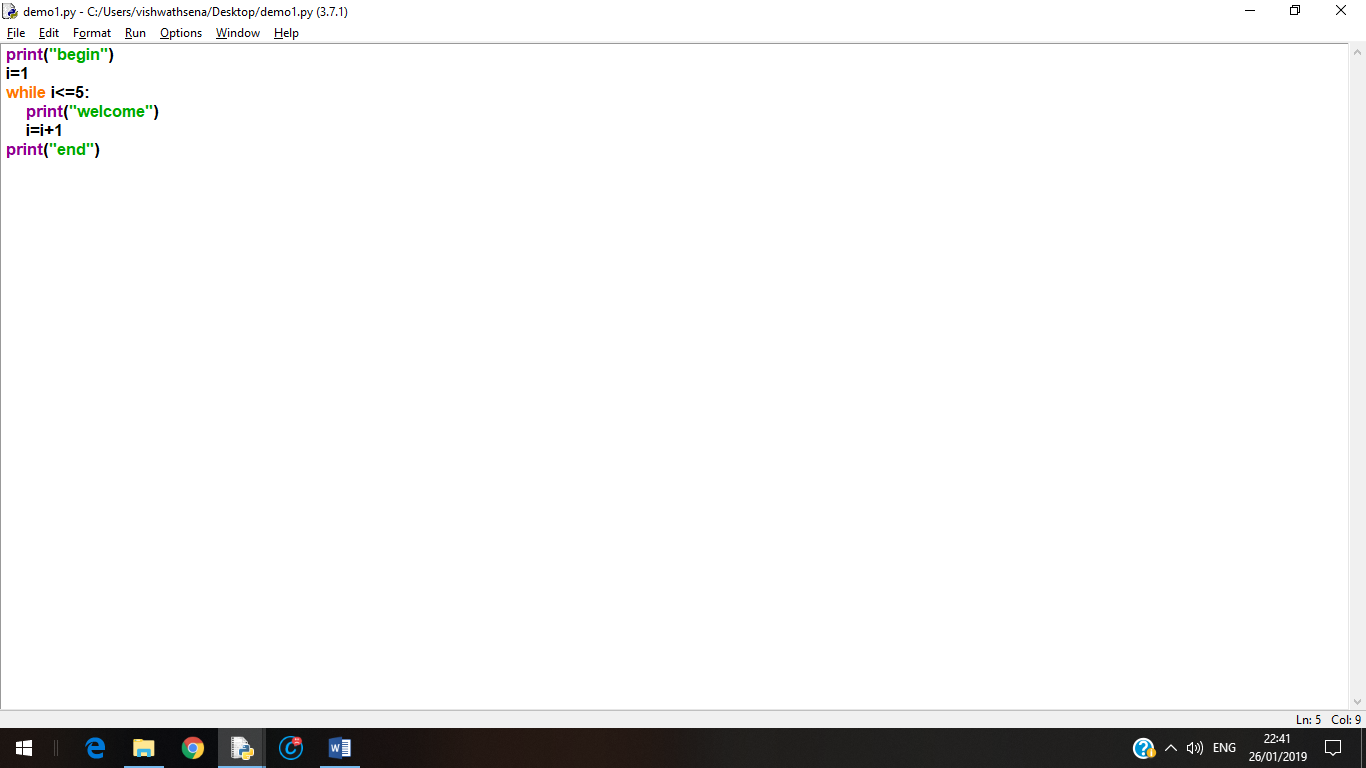 demo1.py - C:/Users/vishwathsena/Desktop/demo1.py (3.7.1)
File Edit Format Run Options Window Help
print("begin")
i=1
while i<=5:
    print("welcome")
    i=i+1
print("end")
Ln: 5 Col: 9
ENG
22:41
26/01/2019